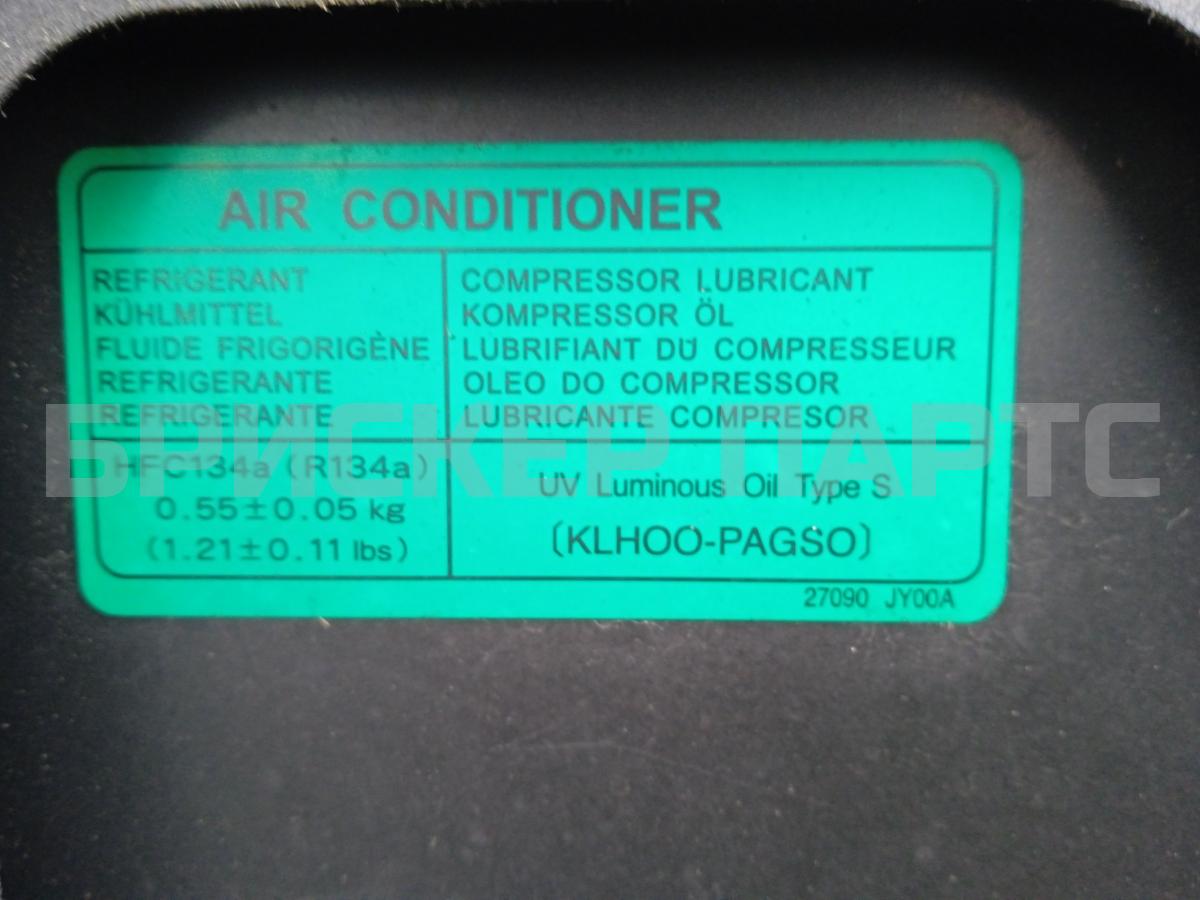 AIR CONDITIONER
REFRIGERANT
KÜHLMITTEL
FLUIDE FRIGORIGÈNE
REFRIGERANTE
REFRIGERANTE
COMPRESSOR LUBRICANT
KOMPRESSOR ÖL
LUBRIFIANT DU COMPRESSEUR
OLEO DO COMPRESSOR
LUBRICANTE COMPRESOR
БРИСКЕР ПАРТС
HFC134a (R134a)
0.55±0.05 kg
(1.21±0.11 lbs)
UV Luminous Oil Type S
(KLHOO-PAGSO)
27090 JY00A